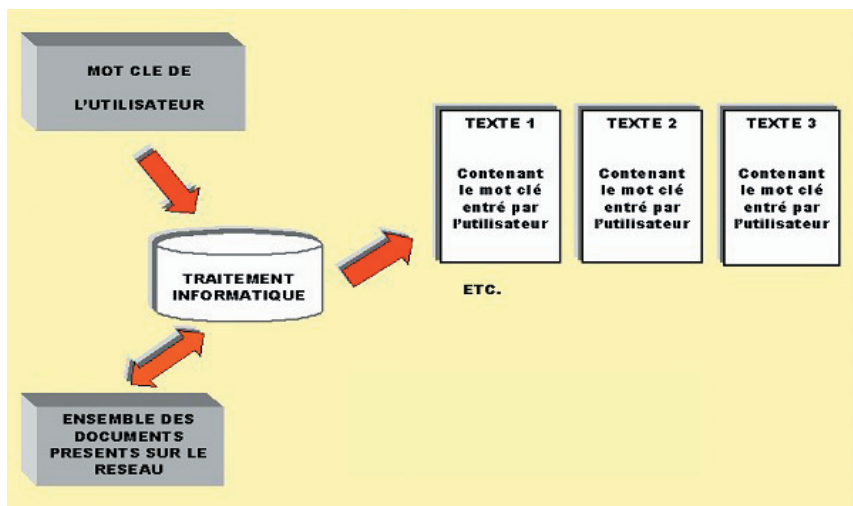 MOT CLE DE
L'UTILISATEUR
TEXTE 1
Contenant
le mot clé
entré par
l'utilisateur
TEXTE 2
Contenant
le mot clé
entré par
l'utilisateur
TEXTE 3
Contenant
le mot clé
entré par
l'utilisateur
TRAITEMENT
INFORMATIQUE
ETC.
ENSEMBLE DES
DOCUMENTS
PRESENTS SUR LE
RESEAU